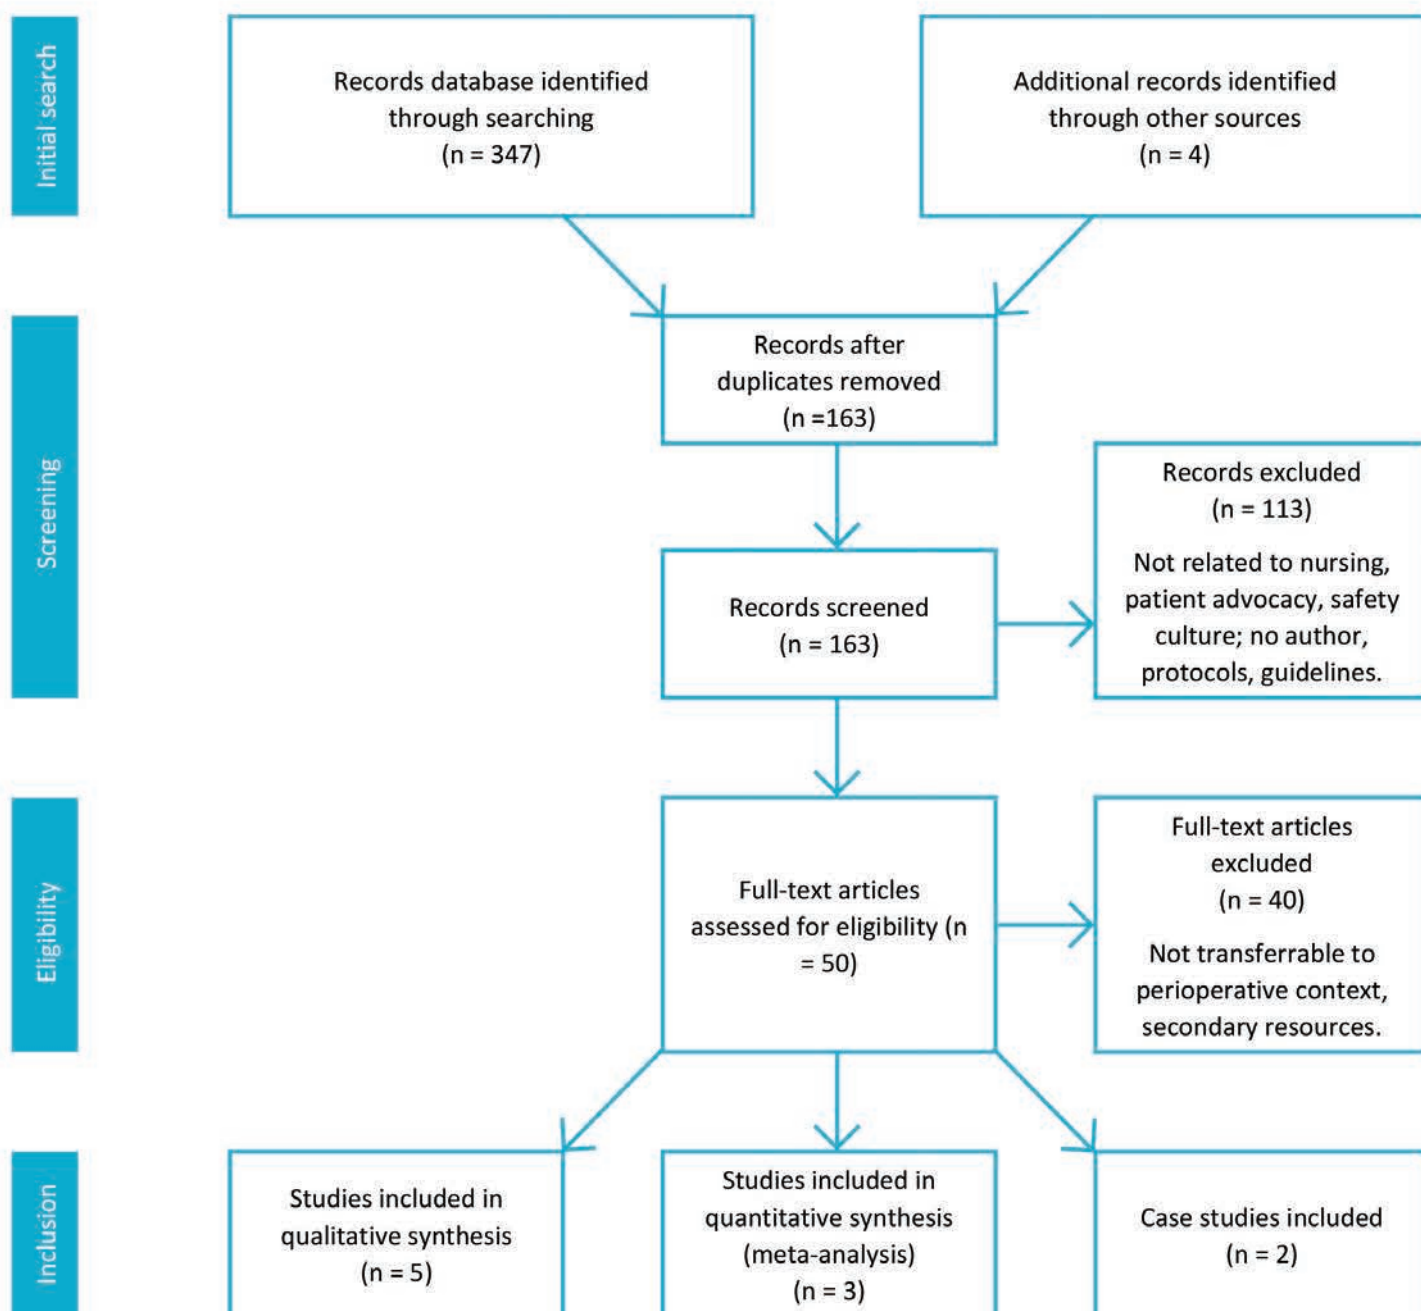 Initial search
Records database identified
through searching
(n = 347)
Additional records identified
through other sources
(n = 4)
Screening
Records after
duplicates removed
(n =163)
Records screened
(n = 163)
Records excluded
(n = 113)
Not related to nursing,
patient advocacy, safety
culture; no author,
protocols, guidelines.
Eligibility
Full-text articles
assessed for eligibility (n
= 50)
Full-text articles
excluded
(n = 40)
Not transferrable to
perioperative context,
secondary resources.
Inclusion
Studies included in
qualitative synthesis
(n = 5)
Studies included in
quantitative synthesis
(meta-analysis)
(n = 3)
Case studies included
(n = 2)